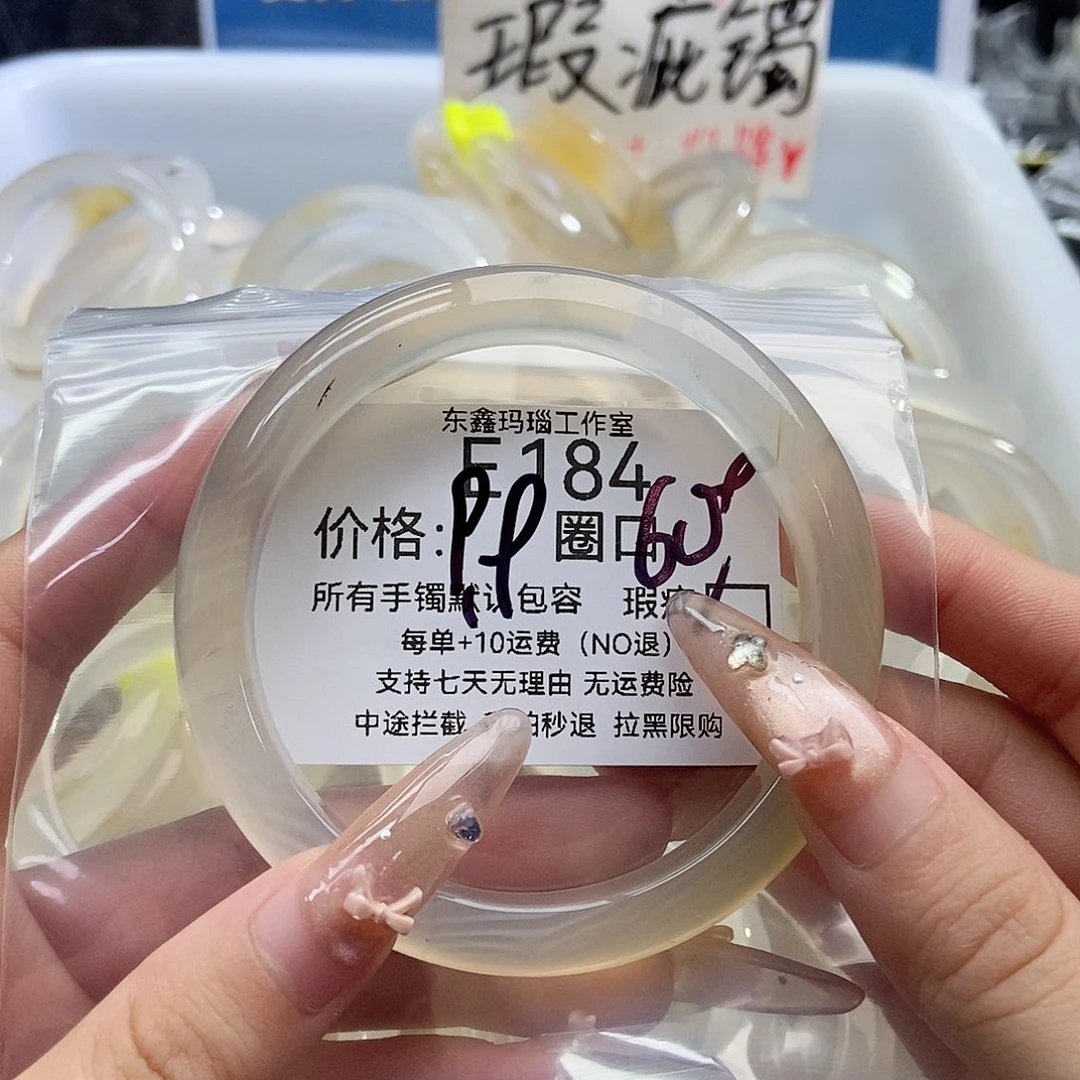 瑕疵镯
东鑫玛瑙工作室
E184
价格: 圈口
所有手镯默认包容 瑕疵
每单+10运费（NO退）
支持七天无理由 无运费险
中途拦截 秒退 拉黑限购